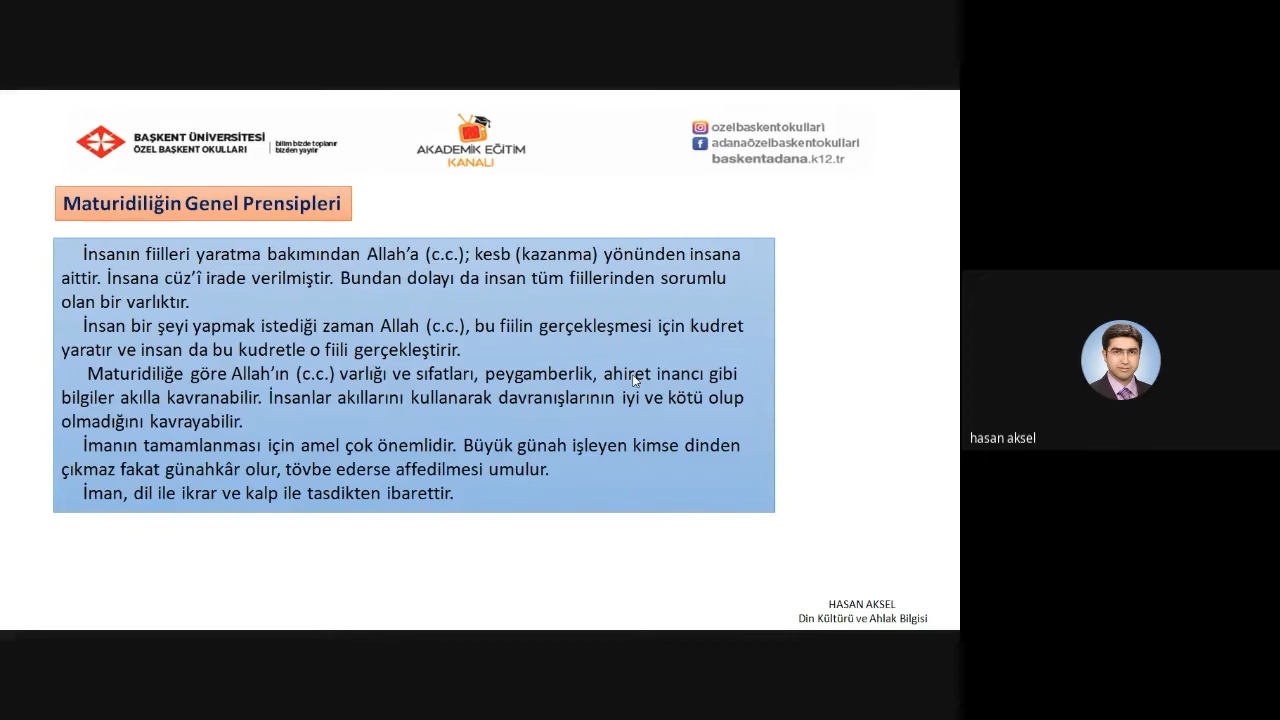 BAŞKENT ÜNİVERSİTESİ
ÖZEL BAŞKENT OKULLARI
bilim bizde toplanır
bizden yayılır
AKADEMİK EĞİTİM
KANALI
ozelbaskentokullari
adanaözelbaskentokullari
baskentadana.k12.tr
Maturidiliğin Genel Prensipleri
İnsanın fiilleri yaratma bakımından Allah’a (c.c.); kesb (kazanma) yönünden insana
aittir. İnsana cüz’î irade verilmiştir. Bundan dolayı da insan tüm fiillerinden sorumlu
olan bir varlıktır.
İnsan bir şeyi yapmak istediği zaman Allah (c.c.), bu fiilin gerçekleşmesi için kudret
yaratır ve insan da bu kudretle o fiili gerçekleştirir.
Maturidiliğe göre Allah’ın (c.c.) varlığı ve sıfatları, peygamberlik, ahiret inancı gibi
bilgiler akılla kavranabilir. İnsanlar akıllarını kullanarak davranışlarının iyi ve kötü olup
olmadığını kavrayabilir.
İmanın tamamlanması için amel çok önemlidir. Büyük günah işleyen kimse dinden
çıkmaz fakat günahkâr olur, tövbe ederse affedilmesi umulur.
İman, dil ile ikrar ve kalp ile tasdikten ibarettir.
HASAN AKSEL
Din Kültürü ve Ahlak Bilgisi
hasan aksel